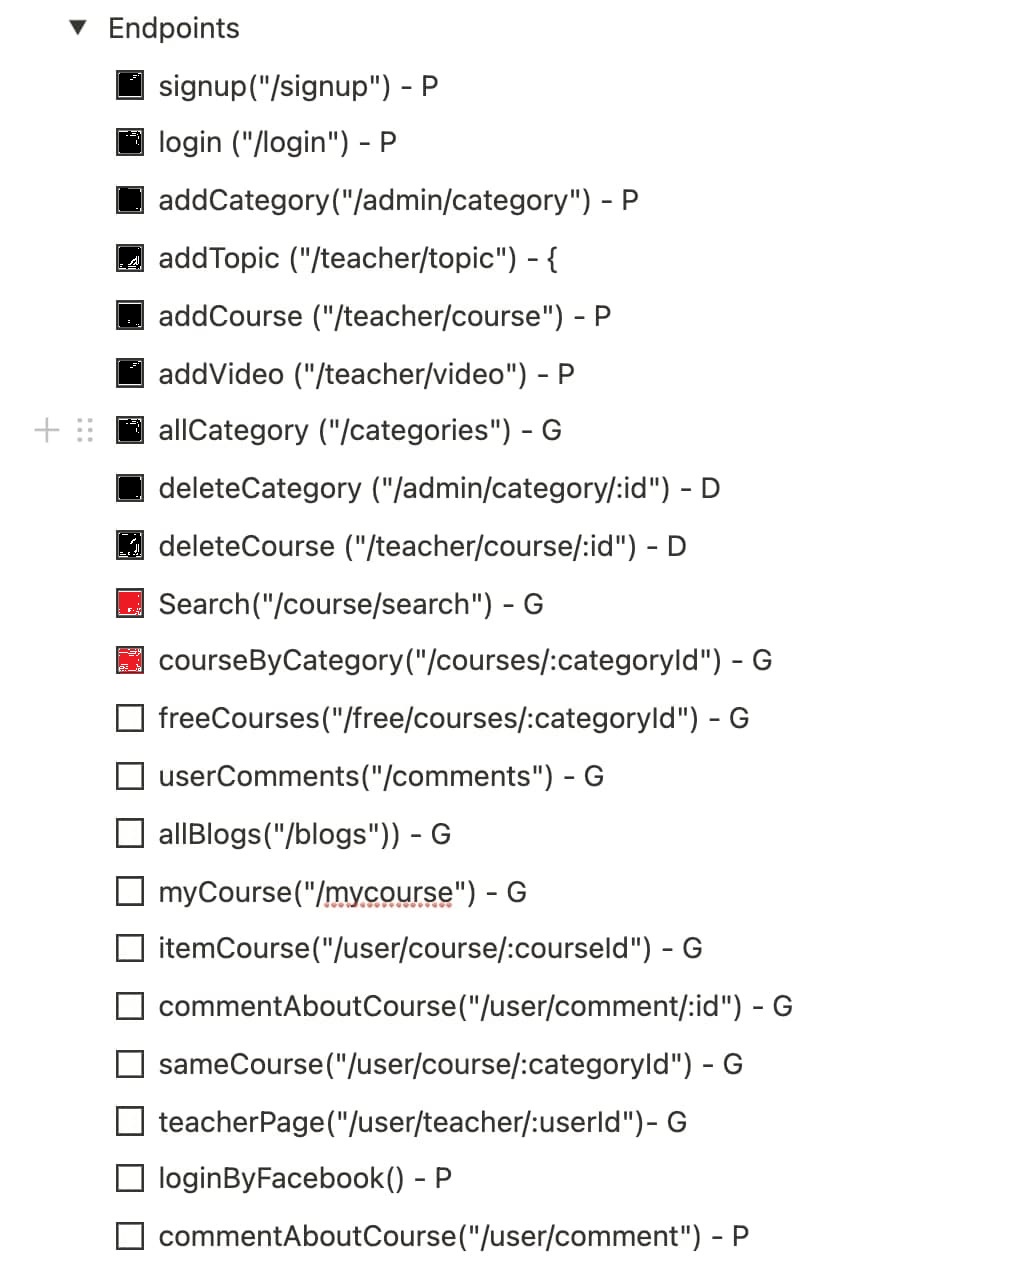 Endpoints
signup("/signup") - P
login ("/login") - P
addCategory("/admin/category") - P
addTopic ("/teacher/topic") - {
addCourse ("/teacher/course") - P
addVideo ("/teacher/video") - P
allCategory ("/categories") - G
deleteCategory ("/admin/category/:id") - D
deleteCourse ("/teacher/course/:id") - D
Search("/course/search") - G
courseByCategory("/courses/:categoryId") - G
freeCourses("/free/courses/:categoryId") - G
userComments("/comments") - G
allBlogs("/blogs")) - G
myCourse("/mycourse") - G
itemCourse("/user/course/:courseId") - G
commentAboutCourse("/user/comment/:id") - G
sameCourse("/user/course/:categoryId") - G
teacherPage("/user/teacher/:userId")- G
loginByFacebook() - P
commentAboutCourse("/user/comment") - P